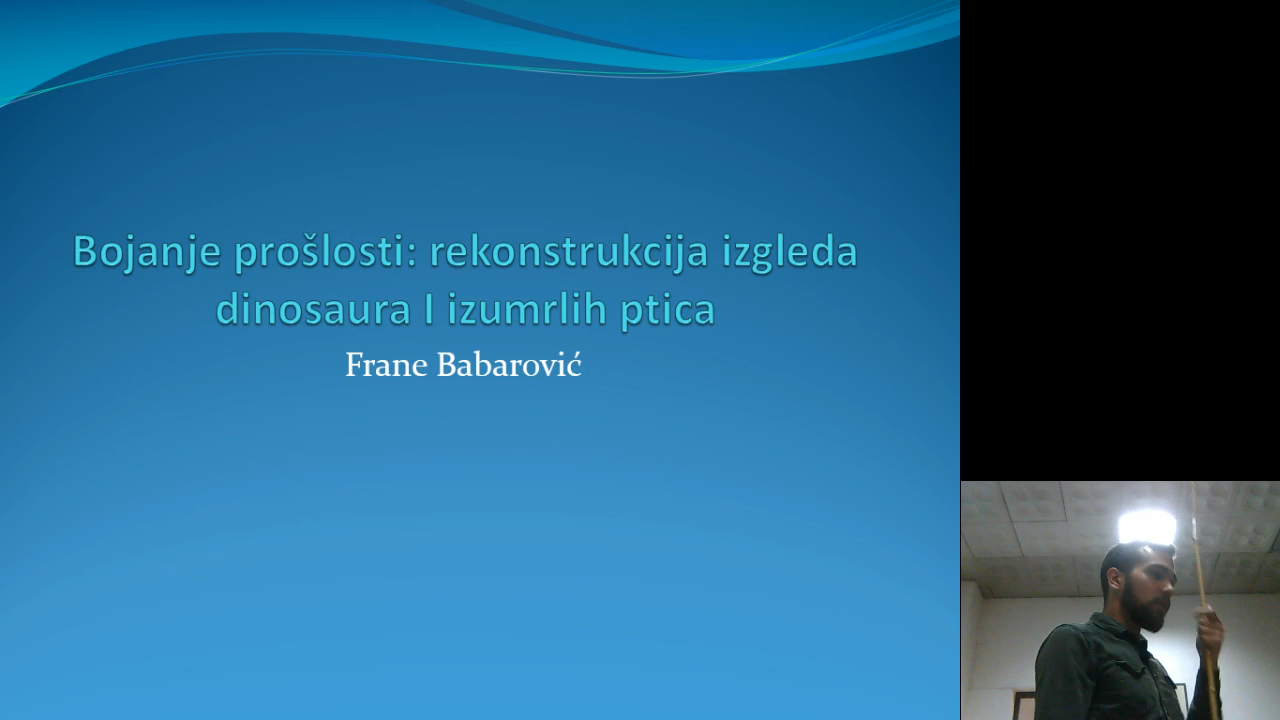 Bojanje prošlosti: rekonstrukcija izgleda
dinosaura I izumrlih ptica
Frane Babarović